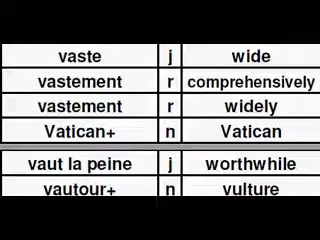 vaste j wide
vastement r comprehensively
vastement r widely
Vatican+ n Vatican
vaut la peine j worthwhile
vautour+ n vulture